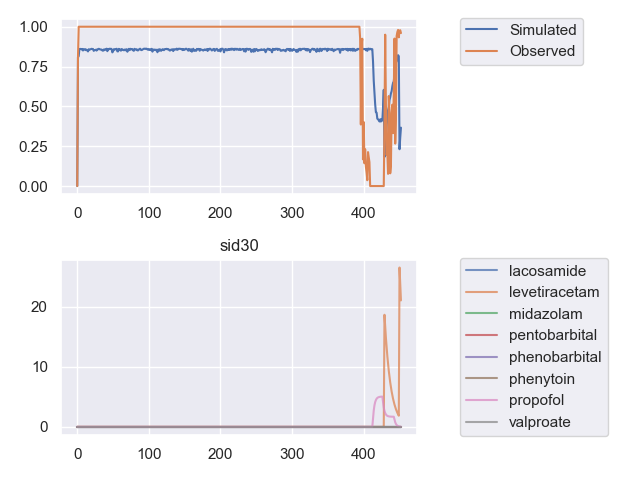 1.00
0.75
0.50
0.25
0.00
0 100 200 300 400
Simulated
Observed
sid30
20
10
0
0 100 200 300 400
lacosamide
levetiracetam
midazolam
pentobarbital
phenobarbital
phenytoin
propofol
valproate